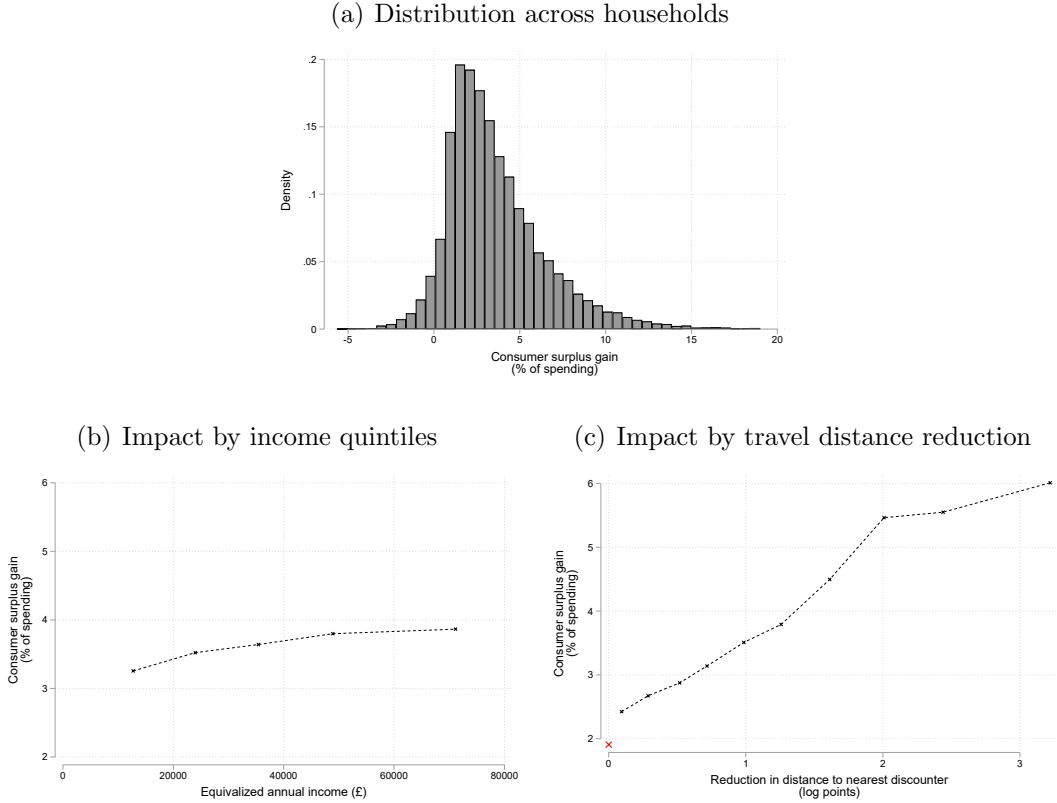 (a) Distribution across households
.2
.15
.1
.05
0
Density
-5 0 5 10 15 20
Consumer surplus gain
(% of spending)
(b) Impact by income quintiles
6
5
4
3
2
Consumer surplus gain
(% of spending)
0 20000 40000 60000 80000
Equivalized annual income (£)
(c) Impact by travel distance reduction
6
5
4
3
2
Consumer surplus gain
(% of spending)
0 1 2 3
Reduction in distance to nearest discounter
(log points)